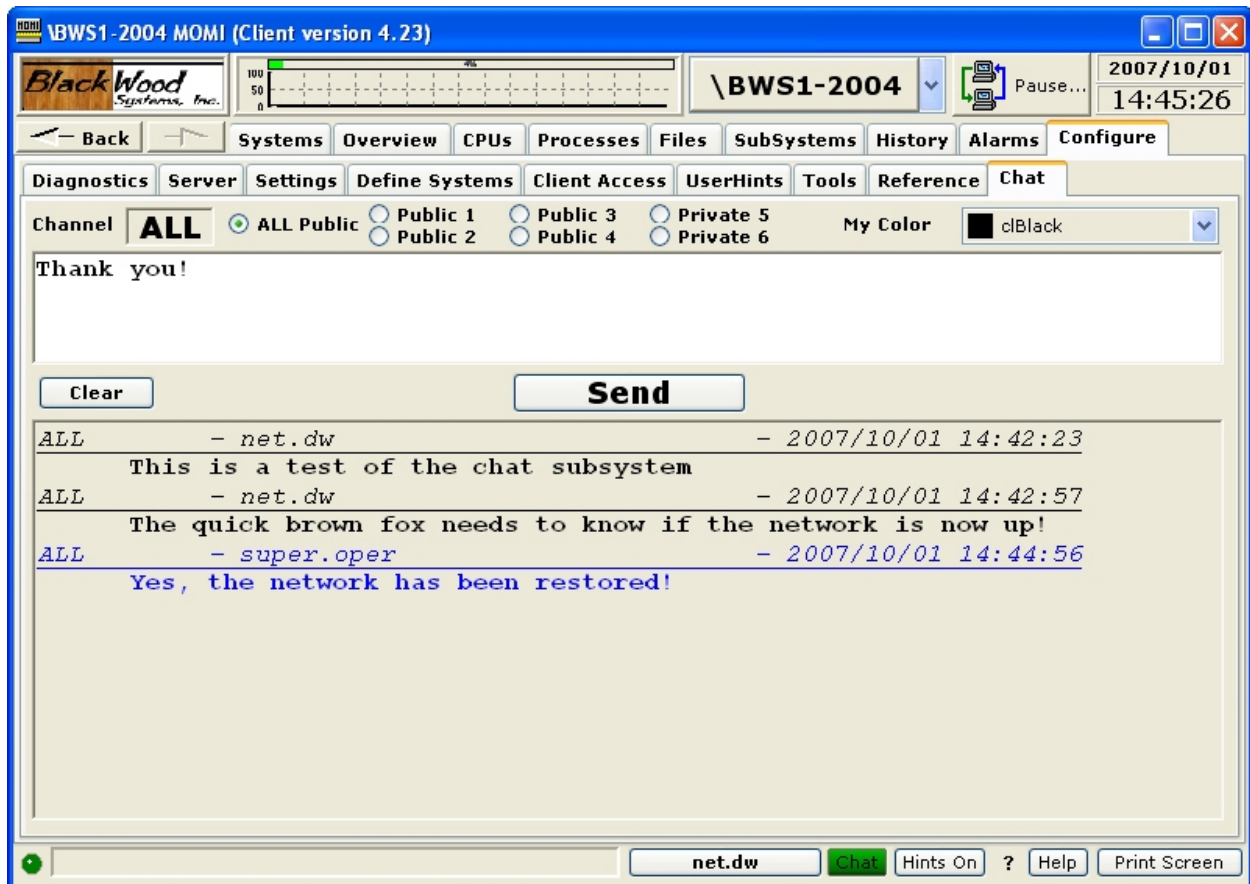 MOMI \BWS1-2004 MOMI (Client version 4.23)
BlackWood Systems, Inc.
100
50
0
4%
\BWS1-2004
Pause...
2007/10/01
14:45:26
Back
Systems Overview CPUs Processes Files SubSystems History Alarms Configure
Diagnostics Server Settings Define Systems Client Access UserHints Tools Reference Chat
Channel ALL ALL Public Public 1 Public 3 Private 5 My Color clBlack
Public 2 Public 4 Private 6
Thank you!
Clear Send
ALL - net.dw - 2007/10/01 14:42:23
This is a test of the chat subsystem
ALL - net.dw - 2007/10/01 14:42:57
The quick brown fox needs to know if the network is now up!
ALL - super.oper - 2007/10/01 14:44:56
Yes, the network has been restored!
net.dw Chat Hints On ? Help Print Screen